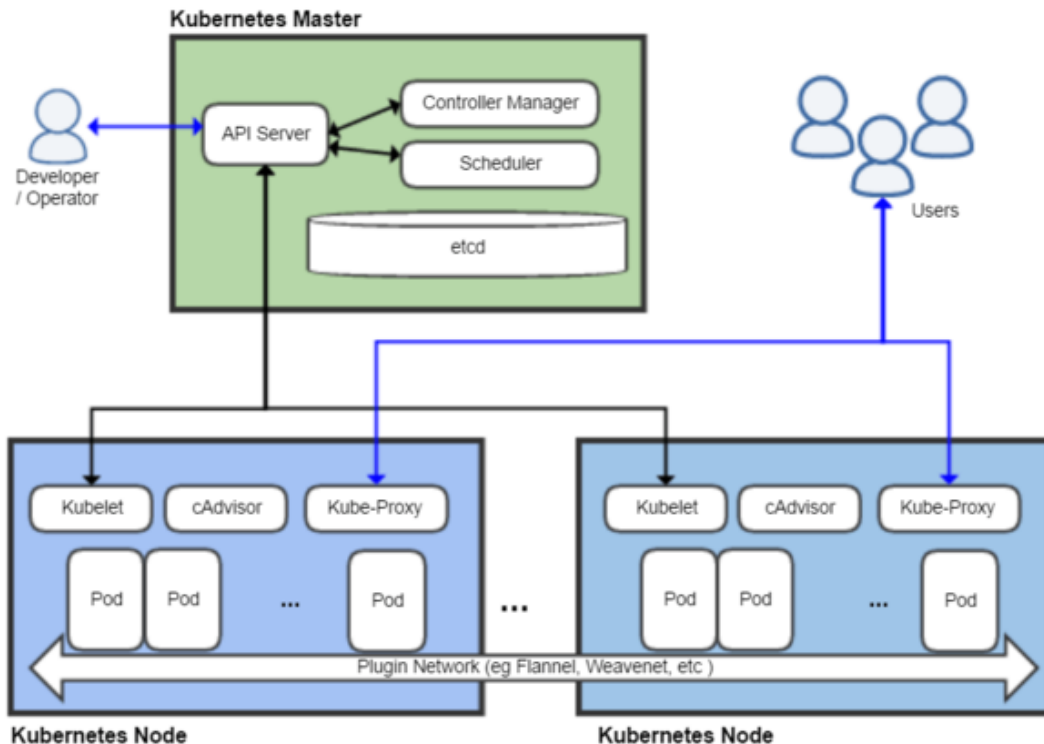 Kubernetes Master
Controller Manager
API Server
Scheduler
Developer
/ Operator
Users
etcd
Kubelet
cAdvisor
Kube-Proxy
Kubelet
cAdvisor
Kube-Proxy
Pod
Pod
...
Pod
...
Pod
Pod
...
Pod
Plugin Network (eg Flannel, Weavenet, etc )
Kubernetes Node
Kubernetes Node